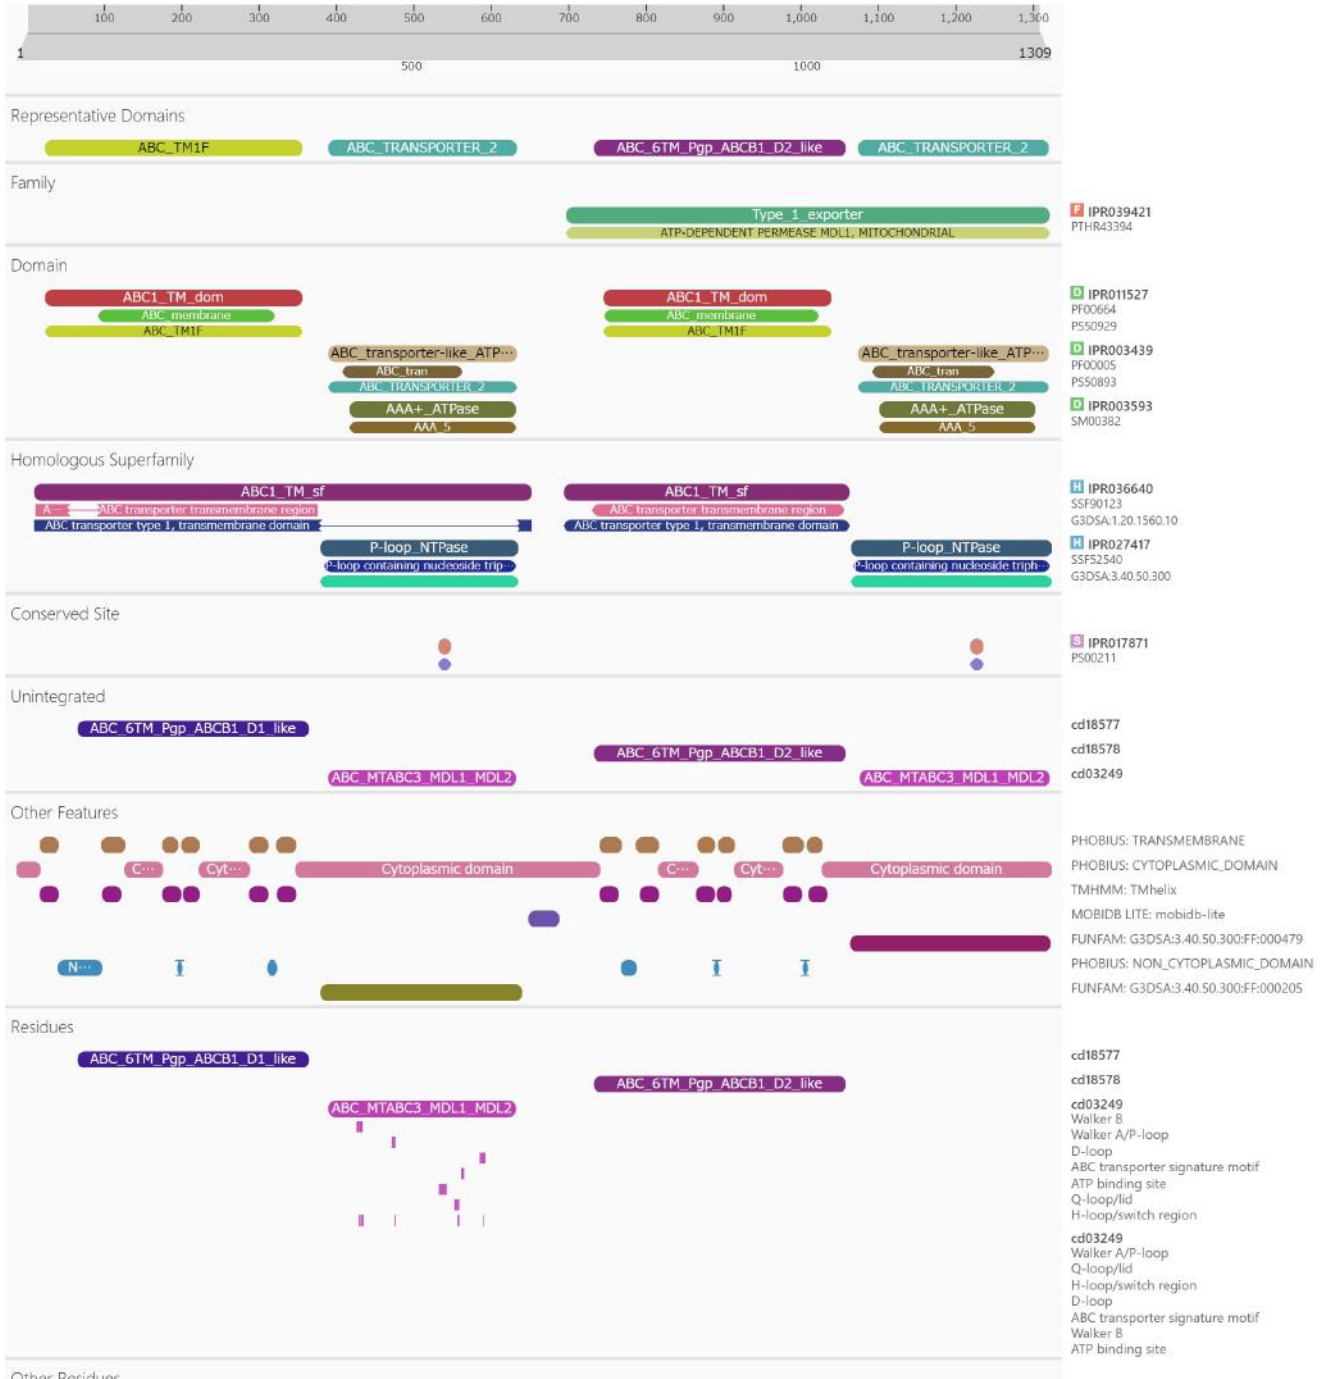 100 200 300 400 500 600 700 800 900 1,000 1,100 1,200 1,300
1 1309
500 1000
Representative Domains
ABC_TM1F ABC_TRANSPORTER_2 ABC_6TM_Pgp_ABCB1_D2_like ABC_TRANSPORTER_2
Family
Type_1_exporter F IPR039421
ATP-DEPENDENT PERMEASE MDL1, MITOCHONDRIAL PTHR43394
Domain
ABC1_TM_dom ABC1_TM_dom D IPR011527
ABC_membrane ABC_membrane PF00664
ABC_TM1F ABC_TM1F PS50929
ABC_transporter-like_ATP··· ABC_transporter-like_ATP··· D IPR003439
ABC_tran ABC_tran PF00005
ABC_TRANSPORTER_2 ABC_TRANSPORTER_2 PS50893
AAA+_ATPase AAA+_ATPase D IPR003593
AAA_5 AAA_5 SM00382
Homologous Superfamily
ABC1_TM_sf ABC1_TM_sf H IPR036640
A··· ABC transporter transmembrane region ABC transporter transmembrane region SSF90123
ABC transporter type 1, transmembrane domain ABC transporter type 1, transmembrane domain G3DSA:1.20.1560.10
P-loop_NTPase P-loop_NTPase H IPR027417
P-loop containing nucleoside trip··· P-loop containing nucleoside triph··· SSF52540
G3DSA:3.40.50.300
Conserved Site
S IPR017871
PS00211
Unintegrated
ABC_6TM_Pgp_ABCB1_D1_like cd18577
ABC_6TM_Pgp_ABCB1_D2_like cd18578
ABC_MTABC3_MDL1_MDL2 ABC_MTABC3_MDL1_MDL2 cd03249
Other Features
PHOBIUS: TRANSMEMBRANE
C··· Cyt··· Cytoplasmic domain C··· Cyt··· Cytoplasmic domain PHOBIUS: CYTOPLASMIC_DOMAIN
TMHMM: TMhelix
MOBIDB LITE: mobidb-lite
FUNFAM: G3DSA:3.40.50.300:FF:000479
N··· PHOBIUS: NON_CYTOPLASMIC_DOMAIN
FUNFAM: G3DSA:3.40.50.300:FF:000205
Residues
ABC_6TM_Pgp_ABCB1_D1_like cd18577
ABC_6TM_Pgp_ABCB1_D2_like cd18578
ABC_MTABC3_MDL1_MDL2 cd03249
Walker B
Walker A/P-loop
D-loop
ABC transporter signature motif
ATP binding site
Q-loop/lid
H-loop/switch region
cd03249
Walker A/P-loop
Q-loop/lid
H-loop/switch region
D-loop
ABC transporter signature motif
Walker B
ATP binding site
Other Residues